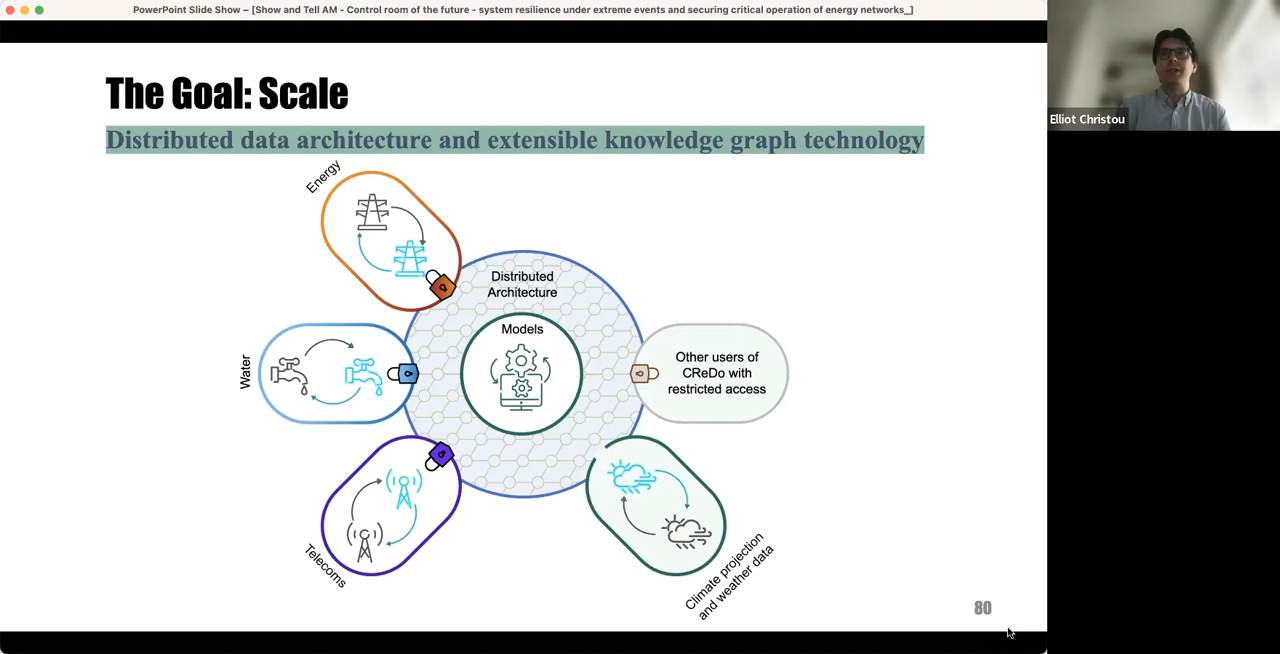 PowerPoint Slide Show – [Show and Tell AM - Control room of the future - system resilience under extreme events and securing critical operation of energy networks_]
The Goal: Scale
Distributed data architecture and extensible knowledge graph technology
Energy
Distributed
Architecture
Models
Water
Other users of
CReDo with
restricted access
Telecoms
Climate projection
and weather data
80
Elliot Christou